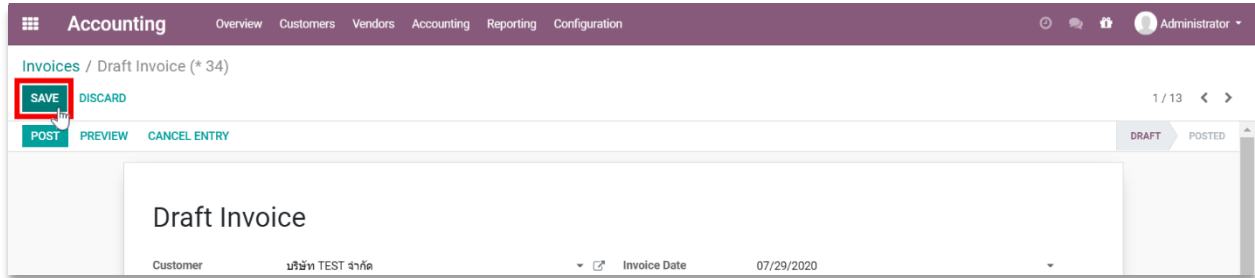 Accounting Overview Customers Vendors Accounting Reporting Configuration Administrator
Invoices / Draft Invoice (* 34)
SAVE DISCARD 1 / 13
POST PREVIEW CANCEL ENTRY DRAFT POSTED
Draft Invoice
Customer บริษัท TEST จำกัด Invoice Date 07/29/2020